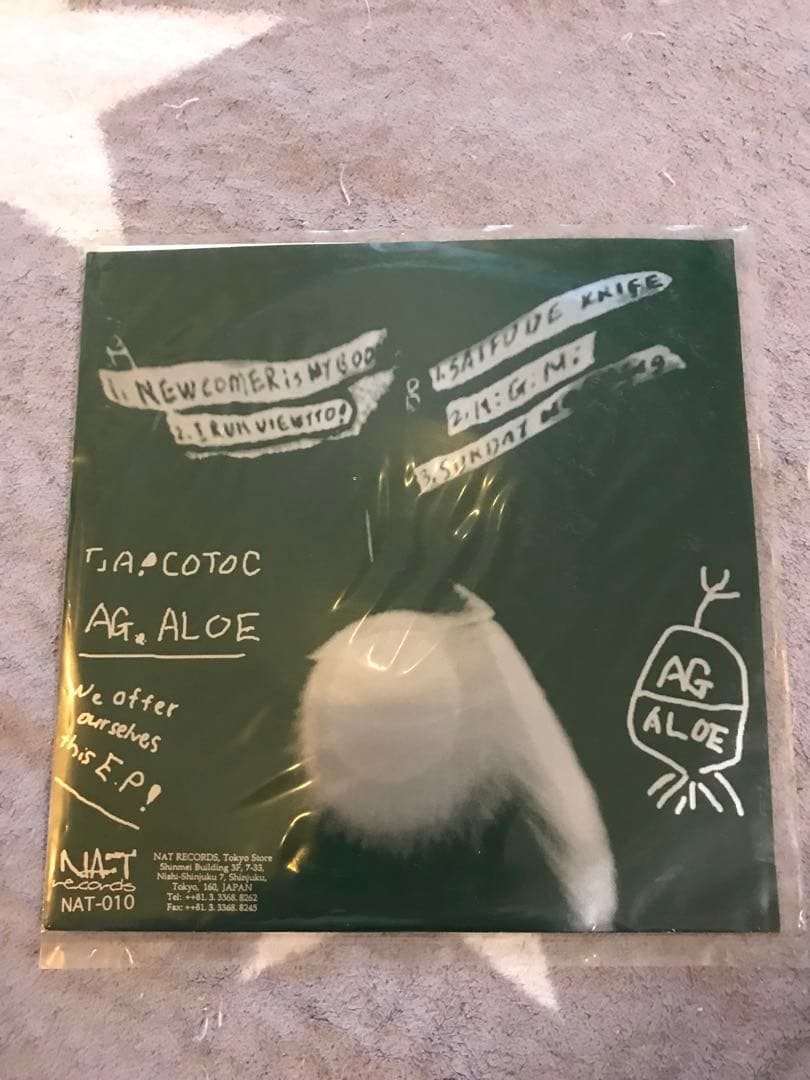 A
1. NEWCOMER iS MY GOD
2. I RUN VIEWTTO!
B
1. SATFOUE KNIFE
2. H: G. M:
3. SUNDAY
T,A! COTOC
AG. ALOE
We offer
ourselves
this E.P!
AG
ALOE
NAT
records
NAT-010
NAT RECORDS, Tokyo Store
Shinmei Building 3F, 7-33,
Nishi-Shinjuku 7, Shinjuku,
Tokyo, 160, JAPAN
Tel: ++81. 3. 3368. 8262
Fax: ++81. 3. 3368. 8245